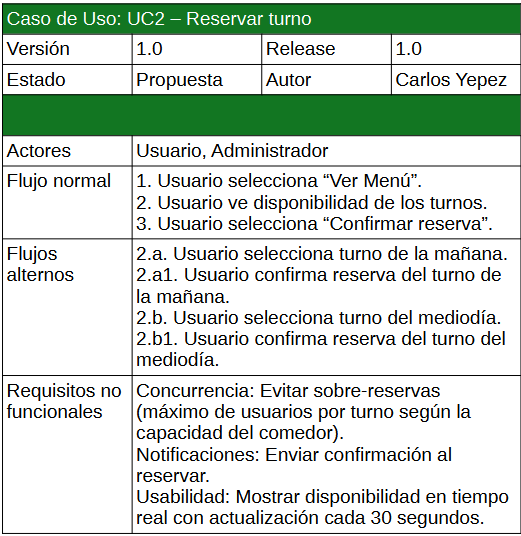 Caso de Uso: UC2 – Reservar turno
Versión 1.0 Release 1.0
Estado Propuesta Autor Carlos Yepez
Actores Usuario, Administrador
Flujo normal 1. Usuario selecciona “Ver Menú”.
2. Usuario ve disponibilidad de los turnos.
3. Usuario selecciona “Confirmar reserva”.
Flujos alternos 2.a. Usuario selecciona turno de la mañana.
2.a1. Usuario confirma reserva del turno de
la mañana.
2.b. Usuario selecciona turno del mediodía.
2.b1. Usuario confirma reserva del turno del
mediodía.
Requisitos no funcionales Concurrencia: Evitar sobre-reservas
(máximo de usuarios por turno según la
capacidad del comedor).
Notificaciones: Enviar confirmación al
reservar.
Usabilidad: Mostrar disponibilidad en tiempo
real con actualización cada 30 segundos.